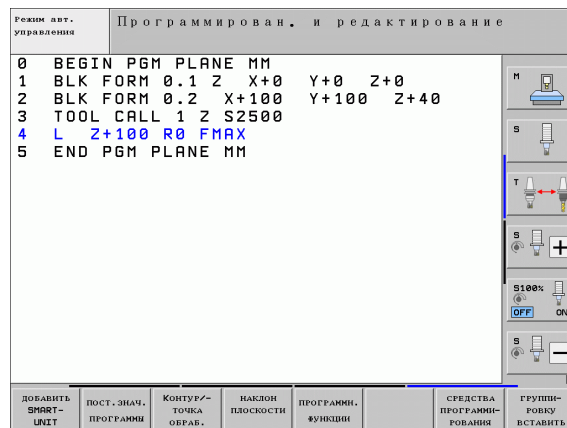 Режим авт.
управления
Программирован. и редактирование
0 BEGIN PGM PLANE MM
1 BLK FORM 0.1 Z X+0 Y+0 Z+0
2 BLK FORM 0.2 X+100 Y+100 Z+40
3 TOOL CALL 1 Z S2500
4 L Z+100 R0 FMAX
5 END PGM PLANE MM
M
S
T
S
+
S100%
OFF ON
S
–
ДОБАВИТЬ
SMART-
UNIT
ПОСТ.ЗНАЧ.
ПРОГРАММЫ
КОНТУР/-
ТОЧКА
ОБРАБ.
НАКЛОН
ПЛОСКОСТИ
ПРОГРАММН.
ФУНКЦИИ
СРЕДСТВА
ПРОГРАММИ-
РОВАНИЯ
ГРУППИ-
РОВКУ
ВСТАВИТЬ